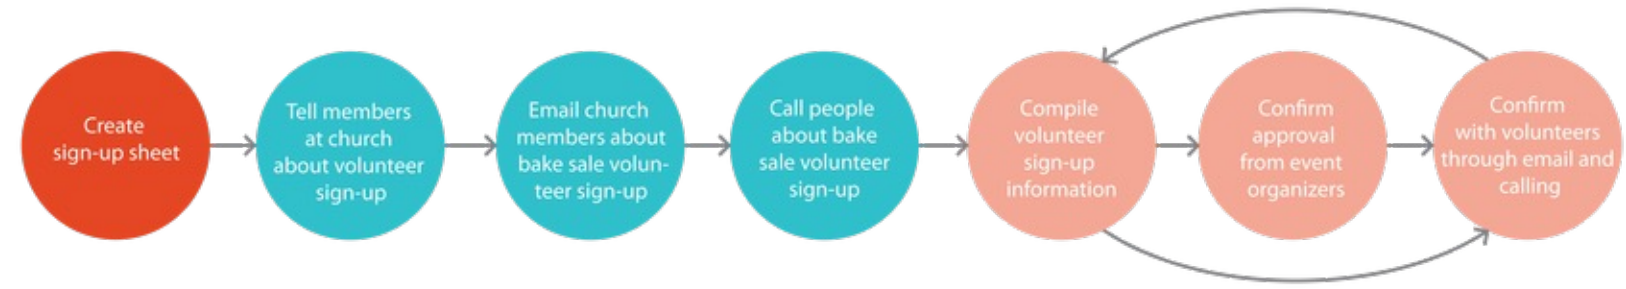 Create
sign-up sheet
Tell members
at church
about volunteer
sign-up
Email church
members about
bake sale volun-
teer sign-up
Call people
about bake
sale volunteer
sign-up
Compile
volunteer
sign-up
information
Confirm
approval
from event
organizers
Confirm
with volunteers
through email and
calling